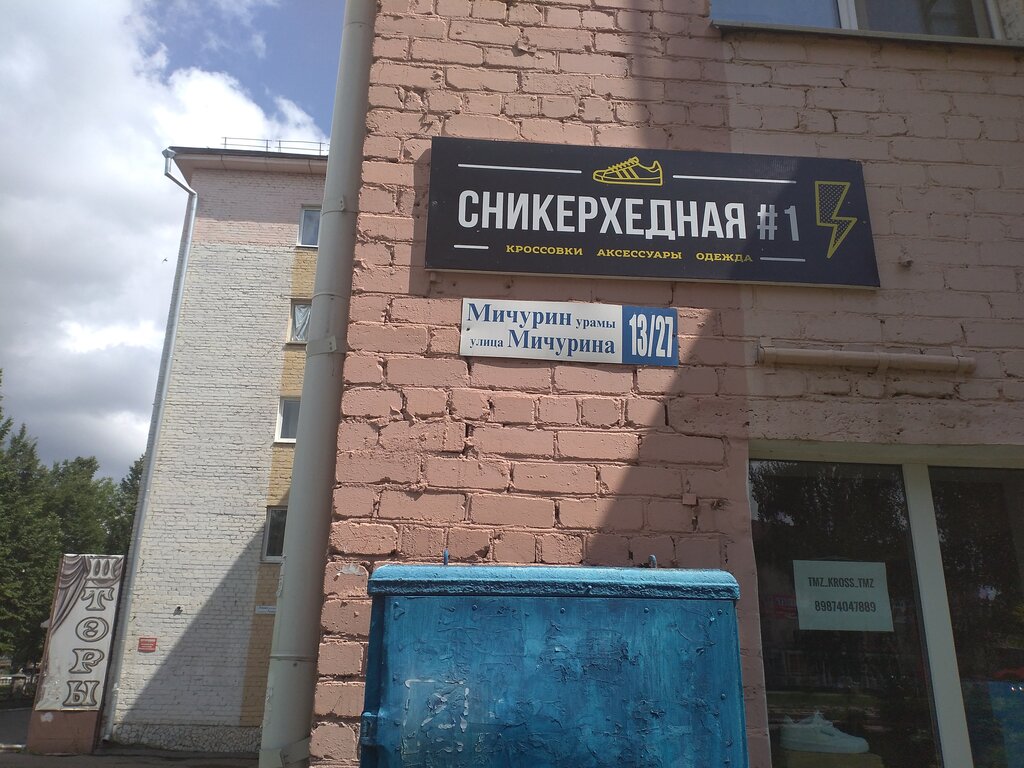 СНИКЕРХЕДНАЯ #1
КРОССОВКИ АКСЕССУАРЫ ОДЕЖДА
Мичурин урамы
улица Мичурина
13/27
TMZ_KROSS_TMZ
89874047889
ШТОРЫ